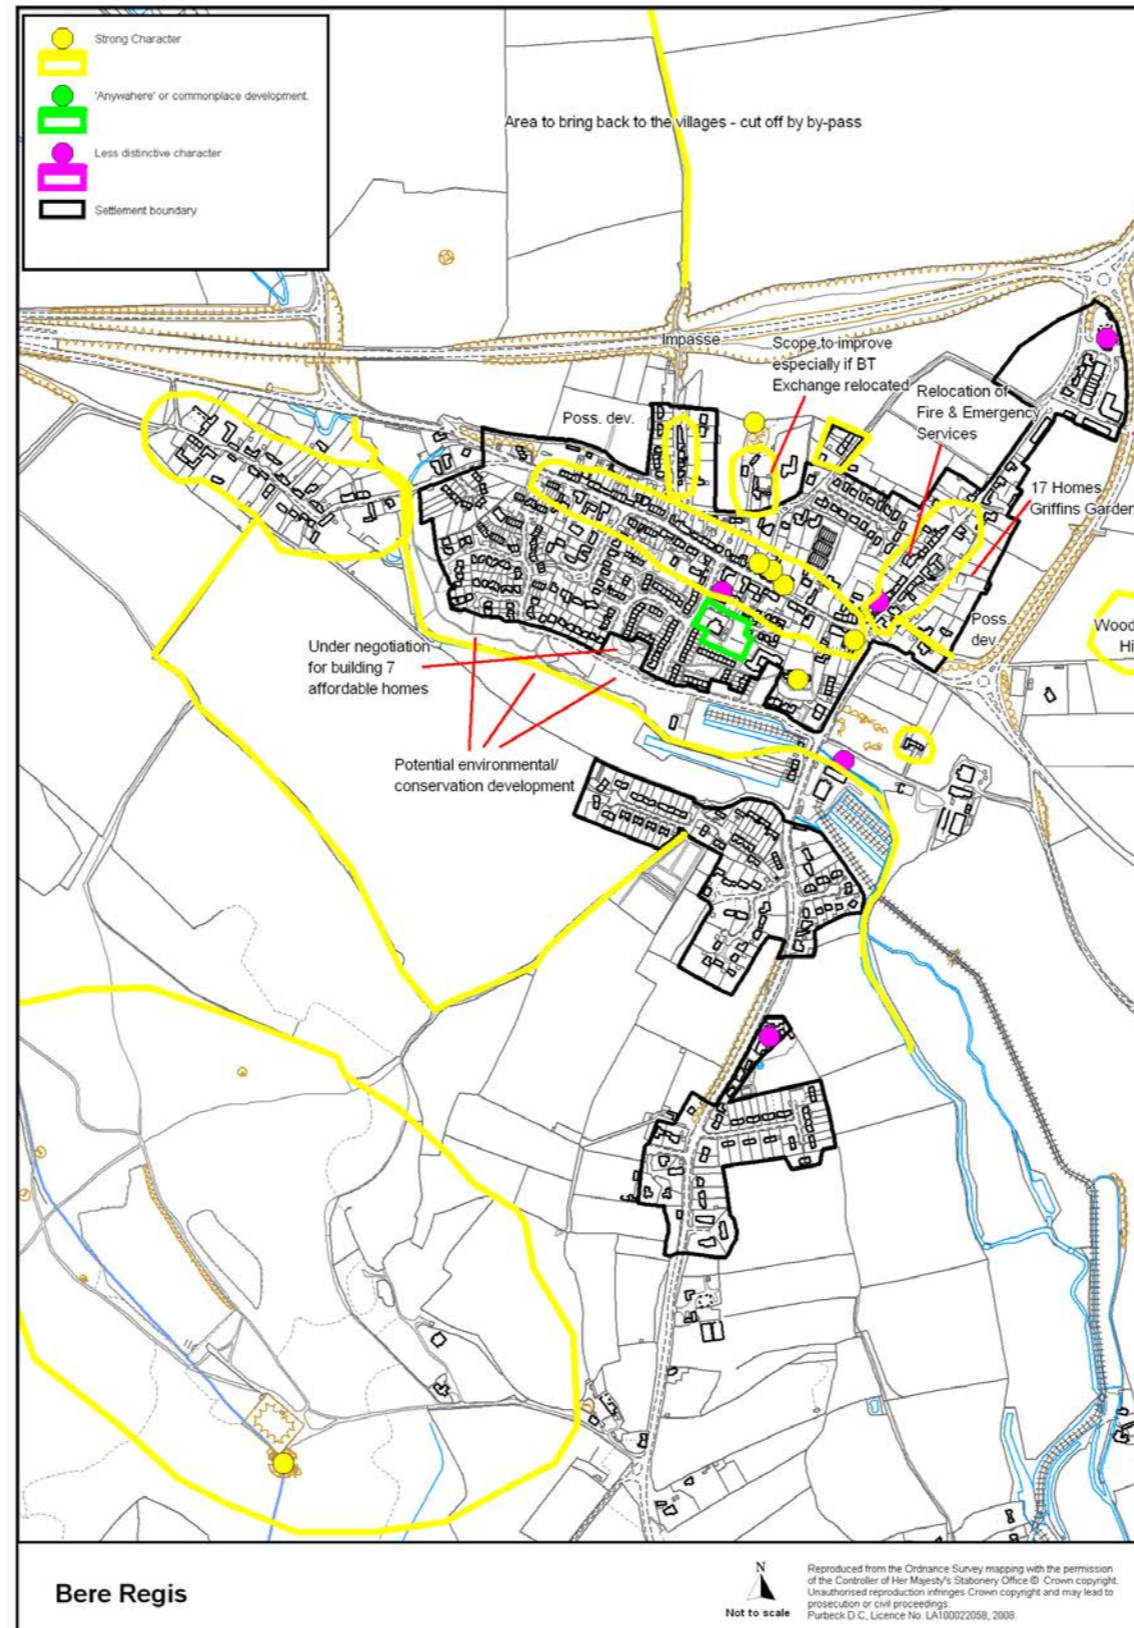 Strong Character
'Anywahere' or commonplace development.
Less distinctive character
Settlement boundary
Area to bring back to the villages - cut off by by-pass
Impasse
Scope to improve
especially if BT
Exchange relocated
Relocation of
Fire & Emergency
Services
Poss. dev.
17 Homes
Griffins Garden
Poss.
dev.
Wood
Hi
Under negotiation
for building 7
affordable homes
Potential environmental/
conservation development
Bere Regis
N
Not to scale
Reproduced from the Ordnance Survey mapping with the permission
of the Controller of Her Majesty's Stationery Office © Crown copyright.
Unauthorised reproduction infringes Crown copyright and may lead to
prosecution or civil proceedings.
Purbeck D.C, Licence No. LA100022058, 2008.